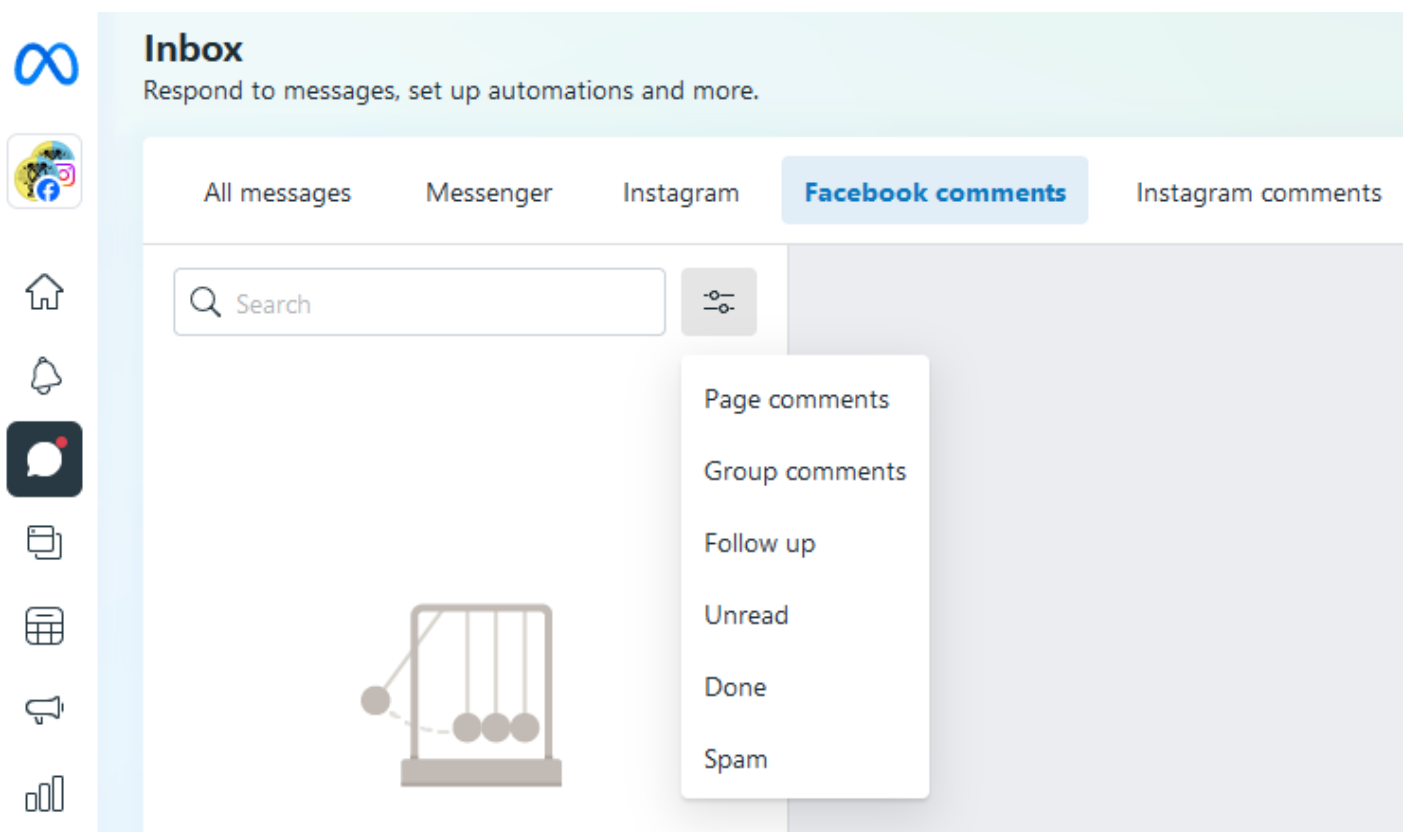 Inbox
Respond to messages, set up automations and more.
All messages Messenger Instagram Facebook comments Instagram comments
Search
Page comments
Group comments
Follow up
Unread
Done
Spam